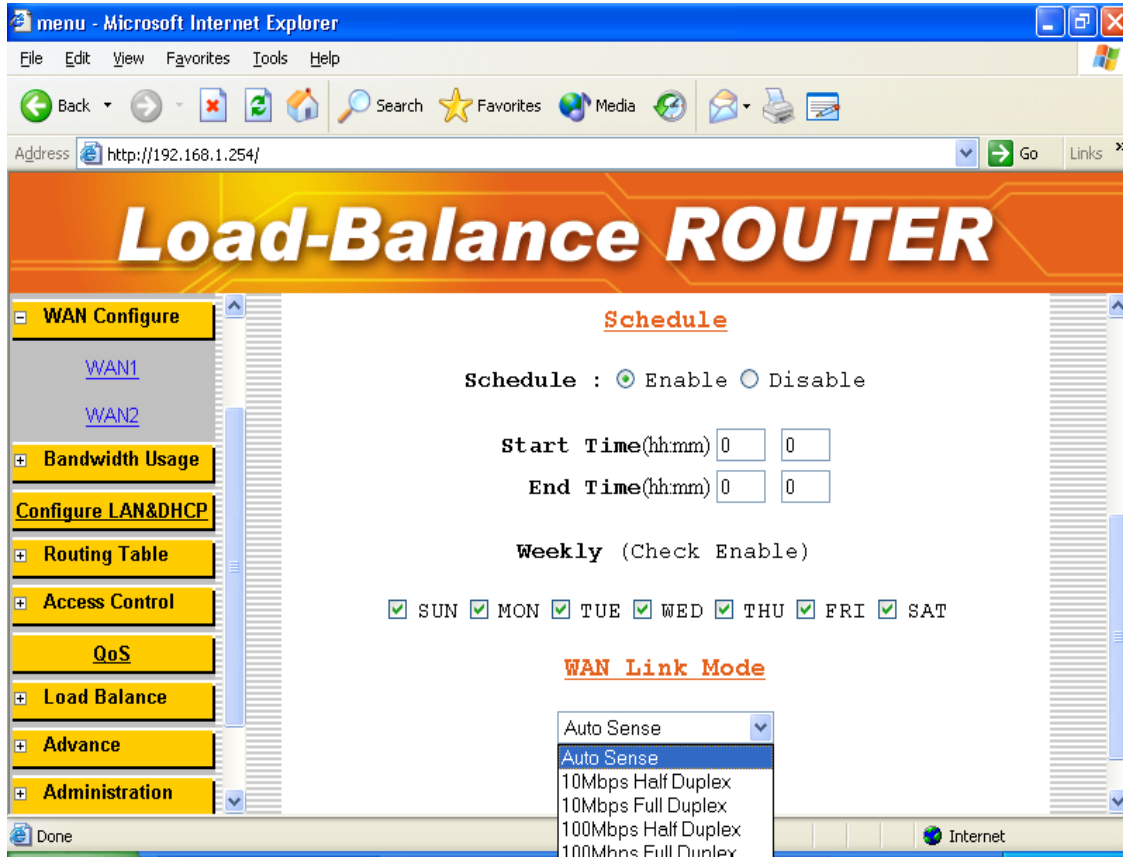 menu - Microsoft Internet Explorer
File Edit View Favorites Tools Help
Back Search Favorites Media
Address http://192.168.1.254/ Go Links »
Load-Balance ROUTER
WAN Configure
WAN1
WAN2
Bandwidth Usage
Configure LAN&DHCP
Routing Table
Access Control
QoS
Load Balance
Advance
Administration
Schedule
Schedule : Enable Disable
Start Time(hh:mm) 0 0
End Time(hh:mm) 0 0
Weekly (Check Enable)
SUN MON TUE WED THU FRI SAT
WAN Link Mode
Auto Sense
Auto Sense
10Mbps Half Duplex
10Mbps Full Duplex
100Mbps Half Duplex
100Mbps Full Duplex
Done Internet